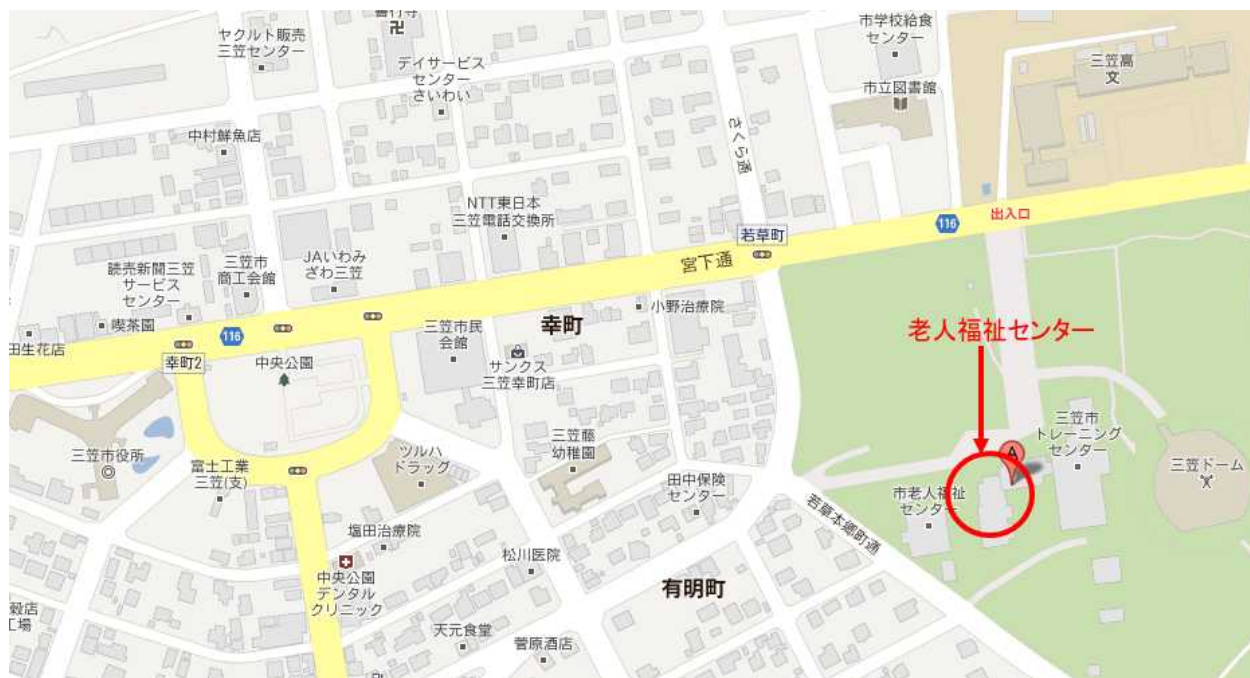 ヤクルト販売
三笠センター
善行寺
卍
デイサービス
センター
さいわい
市学校給食
センター
市立図書館
三笠高
文
中村鮮魚店
さくら通
NTT東日本
三笠電話交換所
若草町
116
出入口
宮下通
読売新聞三笠
サービス
センター
三笠市
商工会館
JAいわみ
ざわ三笠
小野治療院
田生花店
喫茶園
116
幸町2
中央公園
三笠市民
会館
幸町
サンクス
三笠幸町店
老人福祉センター
三笠市役所
富士工業
三笠(支)
ツルハ
ドラッグ
三笠藤
幼稚園
田中保険
センター
若草本郷町通
市老人福祉
センター
A
三笠市
トレーニング
センター
三笠ドーム
塩田治療院
中央公園
デンタル
クリニック
松川医院
有明町
天元食堂
菅原酒店
穀店
工場